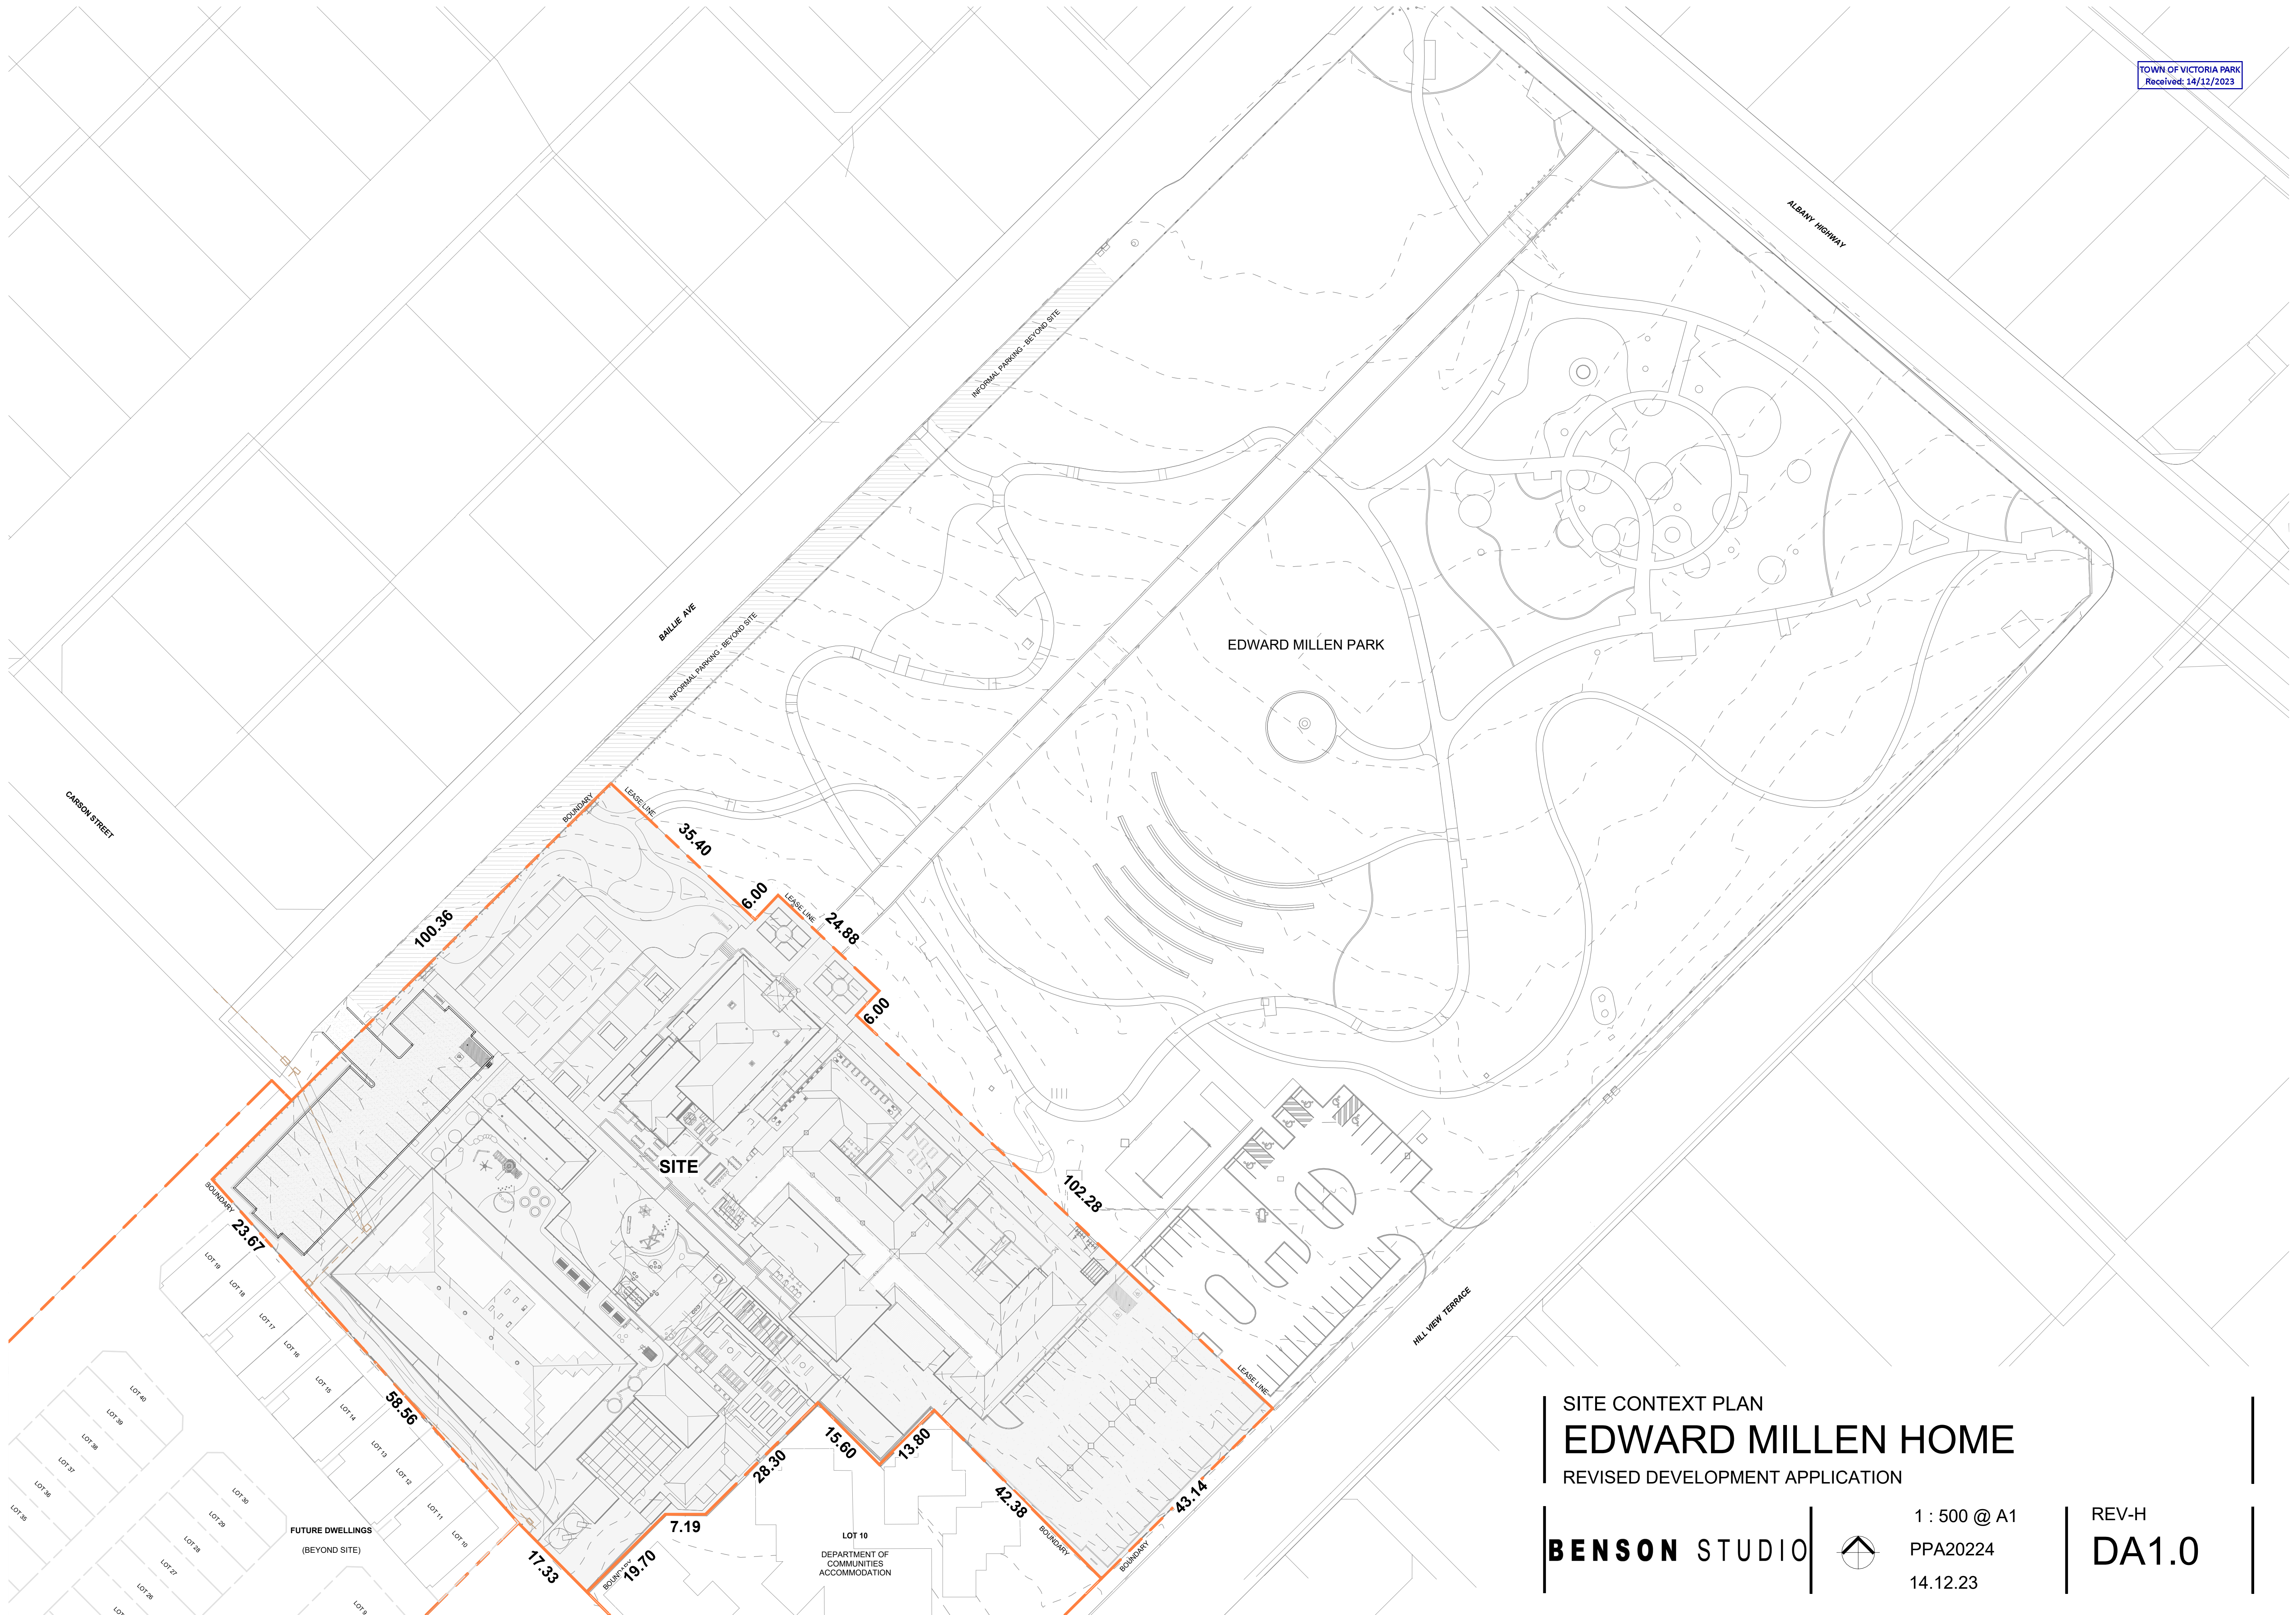 TOWN OF VICTORIA PARK
Received: 14/12/2023
ALBANY HIGHWAY
INFORMAL PARKING - BEYOND SITE
BAILLIE AVE
INFORMAL PARKING - BEYOND SITE
EDWARD MILLEN PARK
CARSON STREET
BOUNDARY
LEASE LINE
35.40
6.00
LEASE LINE
24.88
100.36
6.00
SITE
BOUNDARY
23.67
102.28
LOT 19
LOT 18
LOT 17
LOT 16
LOT 15
LOT 14
LOT 13
LOT 12
LOT 11
LOT 10
LOT 9
HILL VIEW TERRACE
LEASE LINE
58.56
LOT 40
LOT 39
LOT 38
LOT 37
LOT 36
LOT 35
LOT 30
LOT 29
LOT 28
LOT 27
LOT 26
15.60
13.80
28.30
42.38
43.14
7.19
BOUNDARY
BOUNDARY
17.33
BOUNDARY
19.70
FUTURE DWELLINGS
(BEYOND SITE)
LOT 10
DEPARTMENT OF
COMMUNITIES
ACCOMMODATION
SITE CONTEXT PLAN
EDWARD MILLEN HOME
REVISED DEVELOPMENT APPLICATION
BENSON STUDIO
1 : 500 @ A1
PPA20224
14.12.23
REV-H
DA1.0